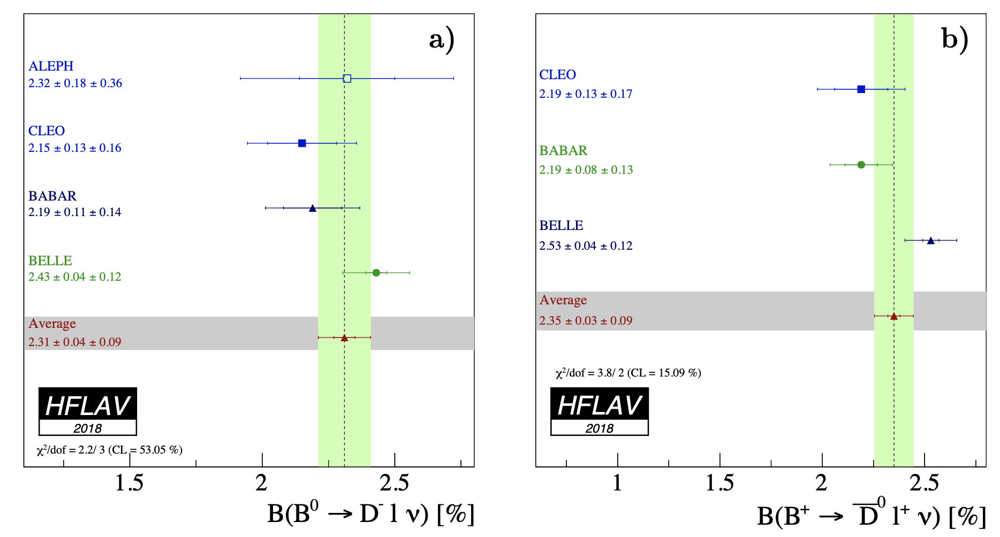 a)
ALEPH
2.32 ± 0.18 ± 0.36
CLEO
2.15 ± 0.13 ± 0.16
BABAR
2.19 ± 0.11 ± 0.14
BELLE
2.43 ± 0.04 ± 0.12
Average
2.31 ± 0.04 ± 0.09
HFLAV
2018
χ²/dof = 2.2/ 3 (CL = 53.05 %)
1.5 2 2.5
B(B⁰ → D⁻ l ν) [%]
b)
CLEO
2.19 ± 0.13 ± 0.17
BABAR
2.19 ± 0.08 ± 0.13
BELLE
2.53 ± 0.04 ± 0.12
Average
2.35 ± 0.03 ± 0.09
χ²/dof = 3.8/ 2 (CL = 15.09 %)
HFLAV
2018
1 1.5 2 2.5
B(B⁺ → D̅⁰ l⁺ ν) [%]